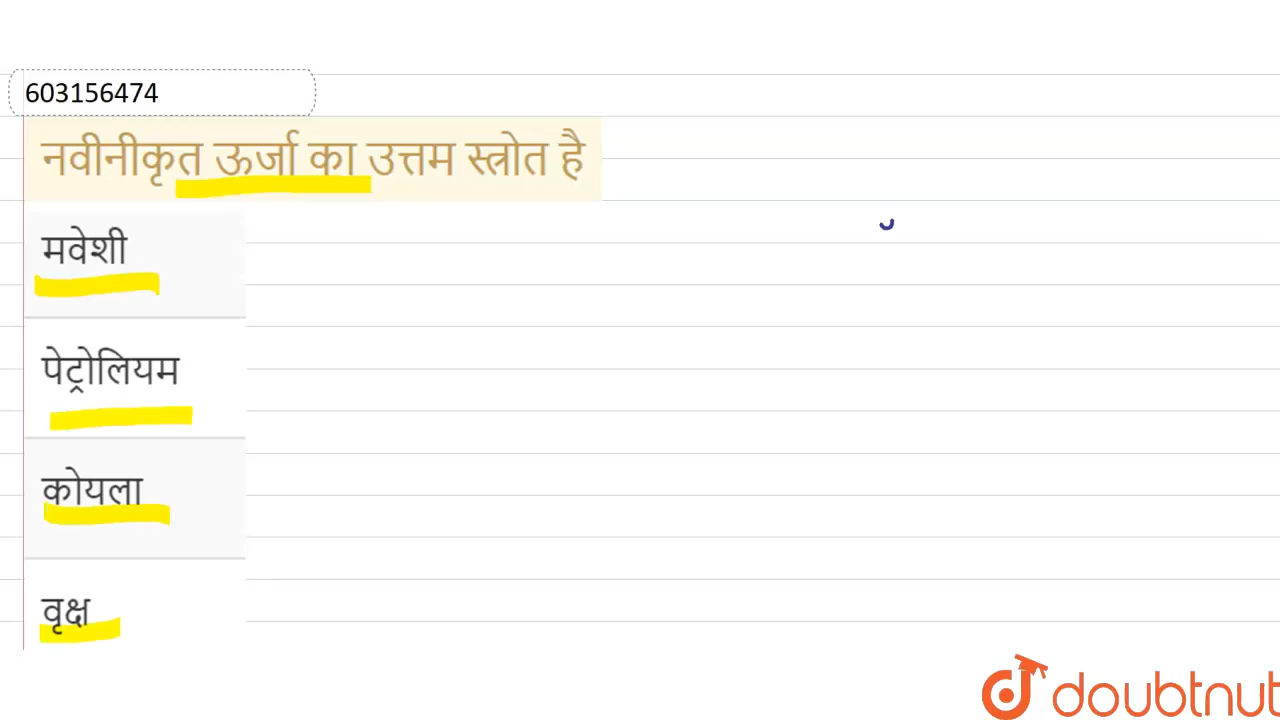 603156474
नवीनीकृत ऊर्जा का उत्तम स्त्रोत है
मवेशी
पेट्रोलियम
कोयला
वृक्ष
doubtnut